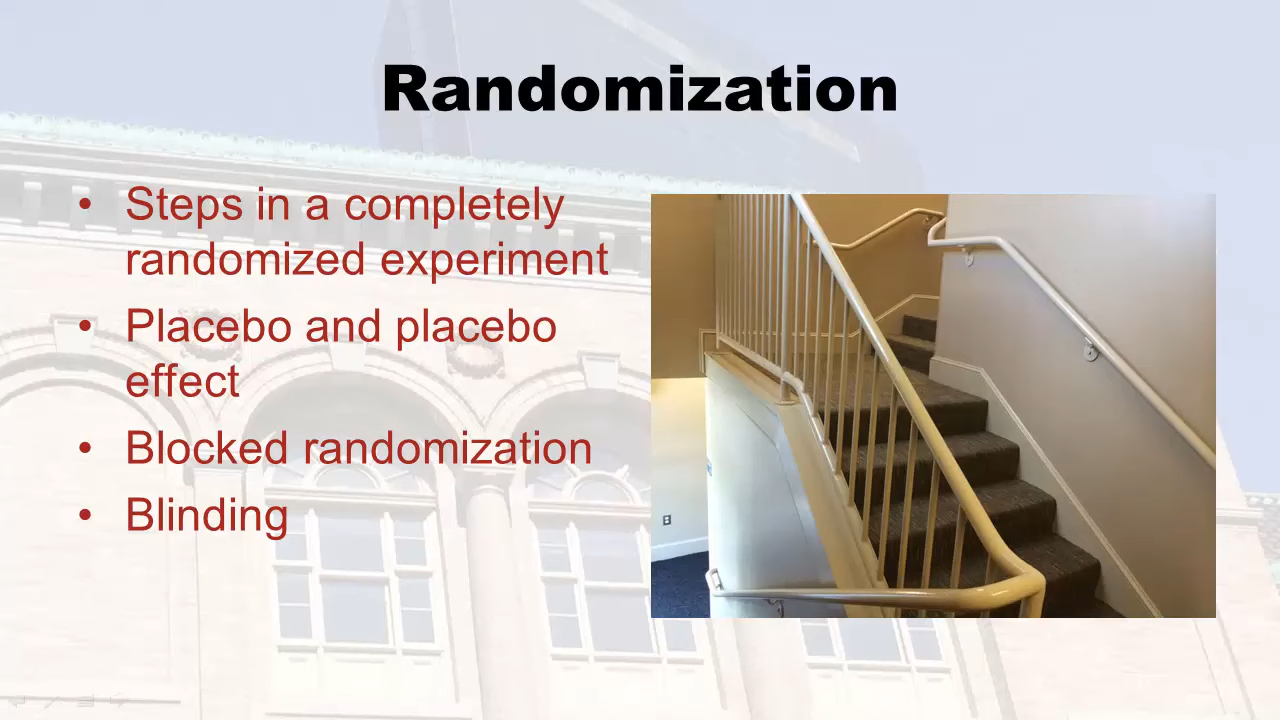 Randomization
• Steps in a completely
randomized experiment
• Placebo and placebo
effect
• Blocked randomization
• Blinding